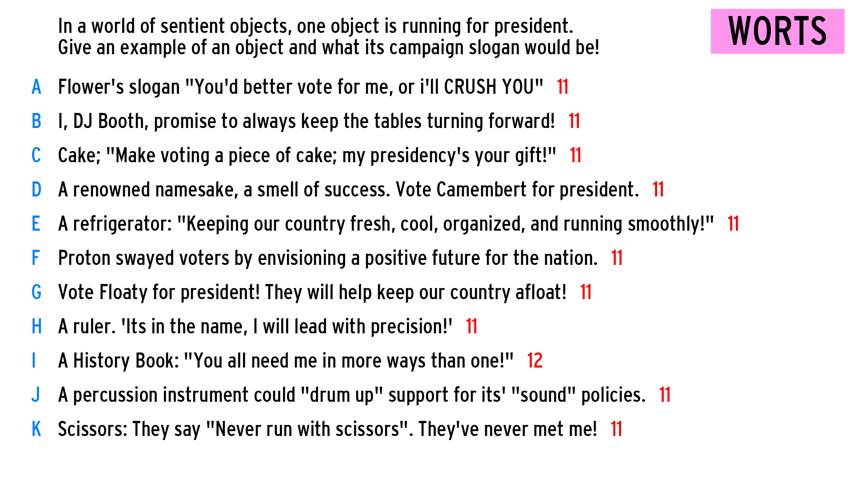 In a world of sentient objects, one object is running for president.
Give an example of an object and what its campaign slogan would be!
WORTS
A Flower's slogan "You'd better vote for me, or i'll CRUSH YOU" 11
B I, DJ Booth, promise to always keep the tables turning forward! 11
C Cake; "Make voting a piece of cake; my presidency's your gift!" 11
D A renowned namesake, a smell of success. Vote Camembert for president. 11
E A refrigerator: "Keeping our country fresh, cool, organized, and running smoothly!" 11
F Proton swayed voters by envisioning a positive future for the nation. 11
G Vote Floaty for president! They will help keep our country afloat! 11
H A ruler. 'Its in the name, I will lead with precision!' 11
I A History Book: "You all need me in more ways than one!" 12
J A percussion instrument could "drum up" support for its' "sound" policies. 11
K Scissors: They say "Never run with scissors". They've never met me! 11